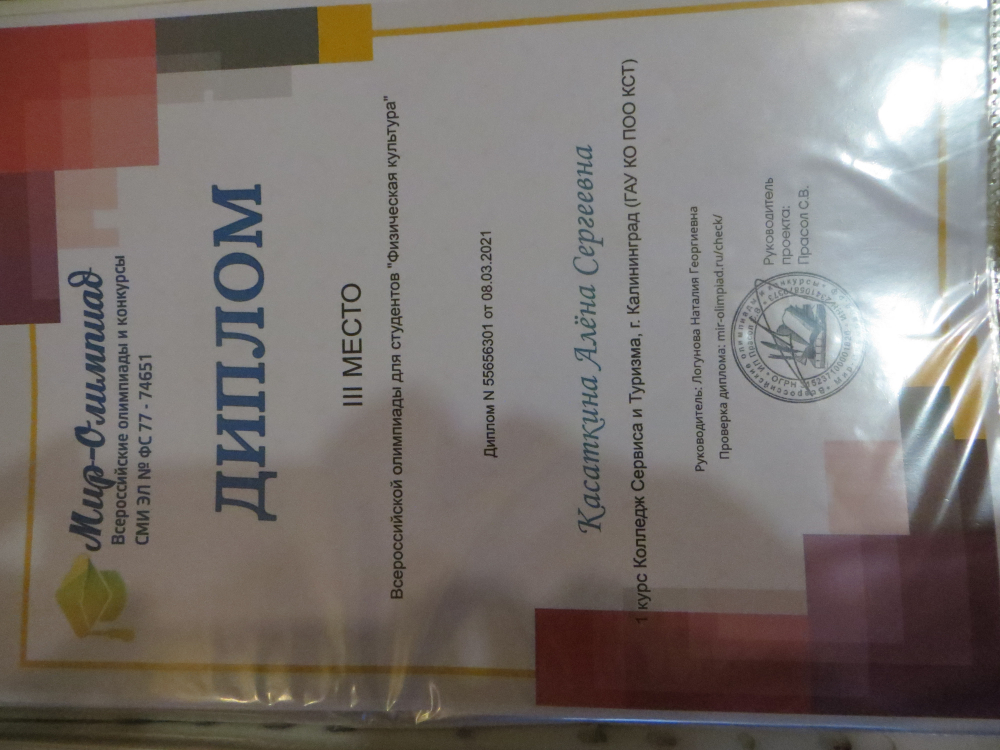 Мир-Олимпиад
Всероссийские олимпиады и конкурсы
СМИ ЭЛ № ФС 77 - 74651
ДИПЛОМ
III МЕСТО
Всероссийской олимпиады для студентов "Физическая культура"
Диплом N 55656301 от 08.03.2021
Касаткина Алёна Сергеевна
1 курс Колледж Сервиса и Туризма, г. Калининград (ГАУ КО ПОО КСТ)
Руководитель: Логунова Наталия Георгиевна
Проверка диплома: mir-olimpiad.ru/check/
Руководитель
проекта:
Прасол С.В.